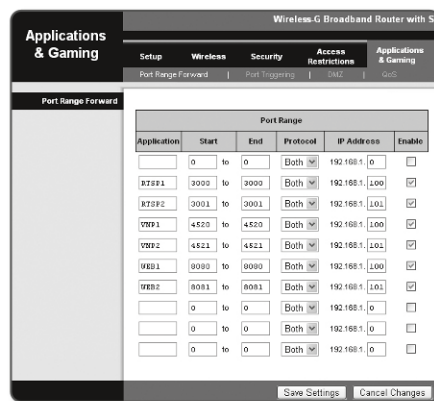 Wireless-G Broadband Router with S
Applications
& Gaming
Setup Wireless Security Access Restrictions Applications & Gaming
Port Range Forward | Port Triggering | DMZ | QoS
Port Range Forward
Port Range
Application Start End Protocol IP Address Enable
0 to 0 Both 192.168.1. 0
RTSP1 3000 to 3000 Both 192.168.1. 100
RTSP2 3001 to 3001 Both 192.168.1. 101
VNP1 4520 to 4520 Both 192.168.1. 100
VNP2 4521 to 4521 Both 192.168.1. 101
WEB1 8080 to 8080 Both 192.168.1. 100
WEB2 8081 to 8081 Both 192.168.1. 101
0 to 0 Both 192.168.1. 0
0 to 0 Both 192.168.1. 0
0 to 0 Both 192.168.1. 0
Save Settings Cancel Changes